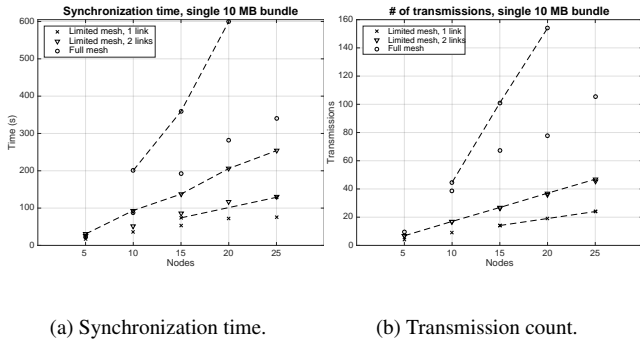 Synchronization time, single 10 MB bundle
600
500
400
300
200
100
0
Time (s)
Limited mesh, 1 link
Limited mesh, 2 links
Full mesh
5 10 15 20 25
Nodes
(a) Synchronization time.
# of transmissions, single 10 MB bundle
160
140
120
100
80
60
40
20
0
Transmissions
Limited mesh, 1 link
Limited mesh, 2 links
Full mesh
5 10 15 20 25
Nodes
(b) Transmission count.